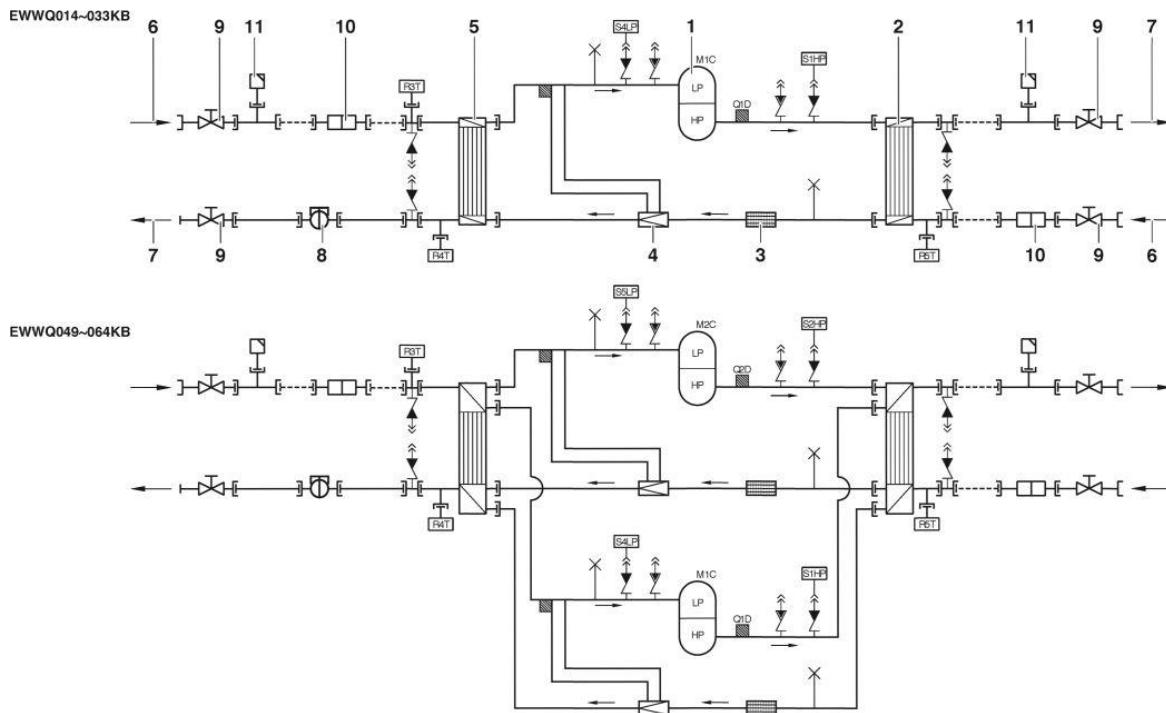 EWWQ014~033KB
6 9 11 10 5 S4LP 1 M1C S1HP 2 11 9 7
R3T LP Q1D
HP
7 9 8 R4T 4 3 R5T 10 9 6
EWWQ049~064KB
S5LP M2C S2HP
R3T LP Q2D
HP
R4T R5T
S4LP M1C S1HP
LP Q1D
HP